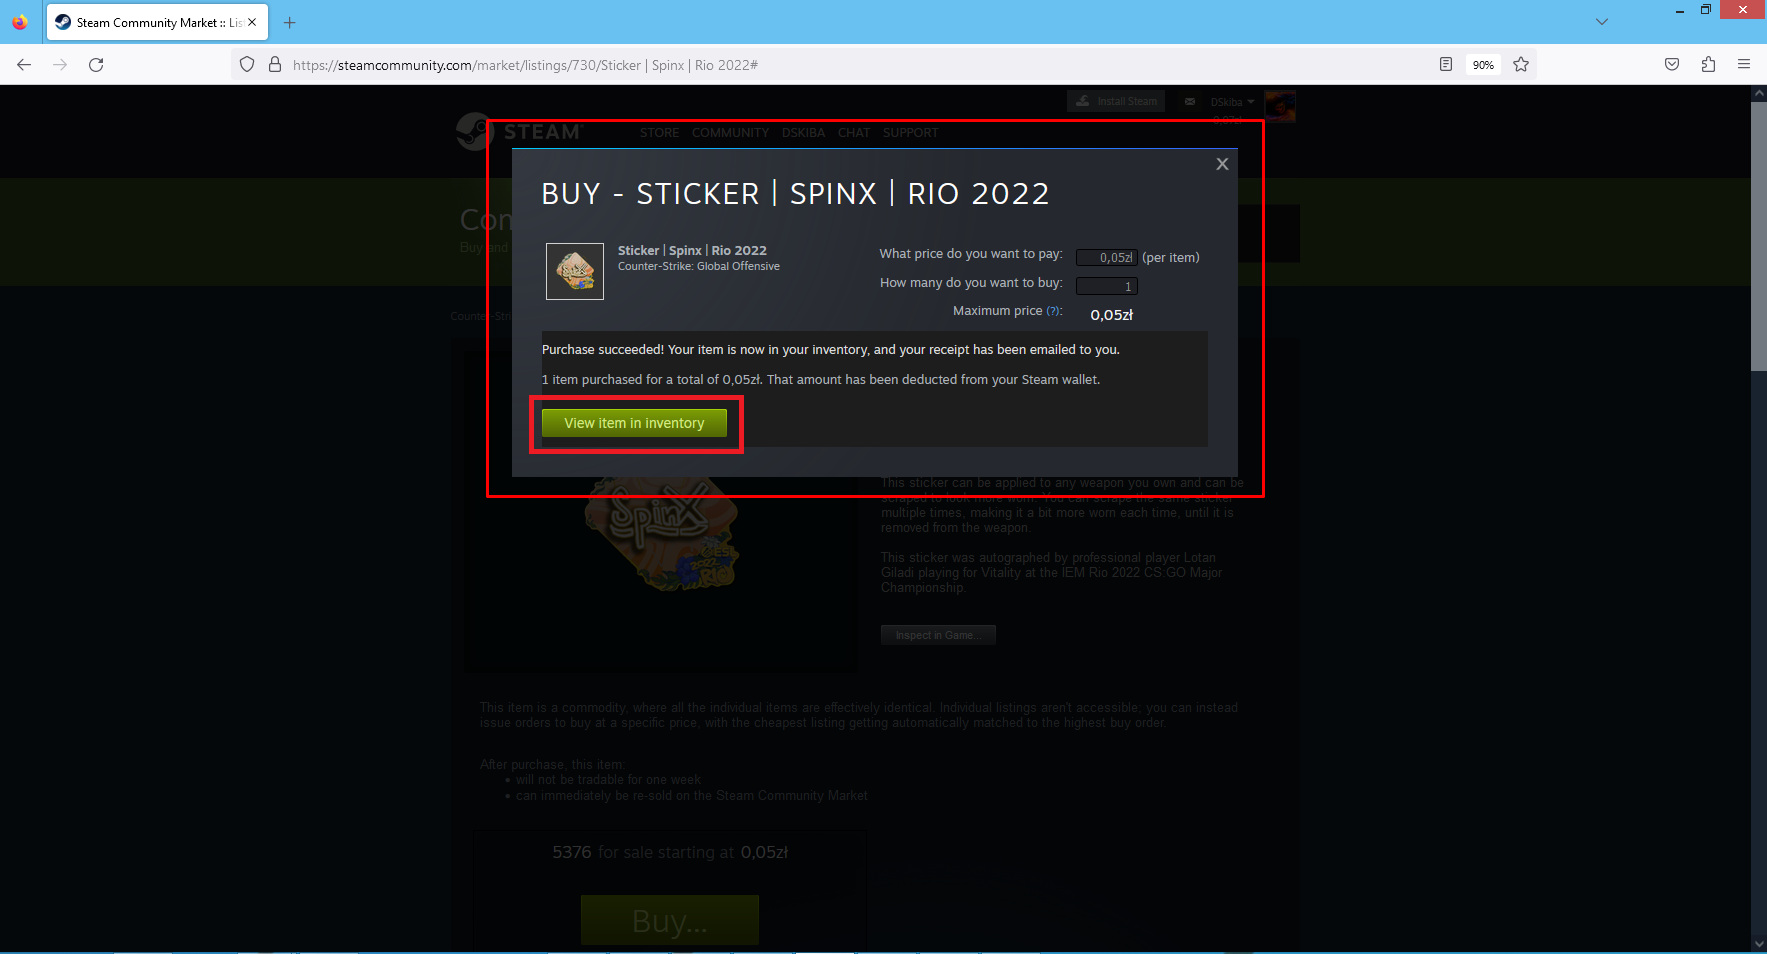 Steam Community Market :: Lis
https://steamcommunity.com/market/listings/730/Sticker | Spinx | Rio 2022#
90%
Install Steam
DSkiba
0,07zł
STEAM
STORE COMMUNITY DSKIBA CHAT SUPPORT
BUY - STICKER | SPINX | RIO 2022
X
Com
Buy and
Sticker | Spinx | Rio 2022
Counter-Strike: Global Offensive
What price do you want to pay: 0,05zł (per item)
How many do you want to buy: 1
Maximum price (?): 0,05zł
Counter-Stri
Purchase succeeded! Your item is now in your inventory, and your receipt has been emailed to you.
1 item purchased for a total of 0,05zł. That amount has been deducted from your Steam wallet.
View item in inventory
SpinX
ESL
2022
RIO
This sticker can be applied to any weapon you own and can be
scraped to look more worn. You can scrape the same sticker
multiple times, making it a bit more worn each time, until it is
removed from the weapon.
This sticker was autographed by professional player Lotan
Giladi playing for Vitality at the IEM Rio 2022 CS:GO Major
Championship.
Inspect in Game...
This item is a commodity, where all the individual items are effectively identical. Individual listings aren't accessible; you can instead
issue orders to buy at a specific price, with the cheapest listing getting automatically matched to the highest buy order.
After purchase, this item:
• will not be tradable for one week
• can immediately be re-sold on the Steam Community Market
5376 for sale starting at 0,05zł
Buy...